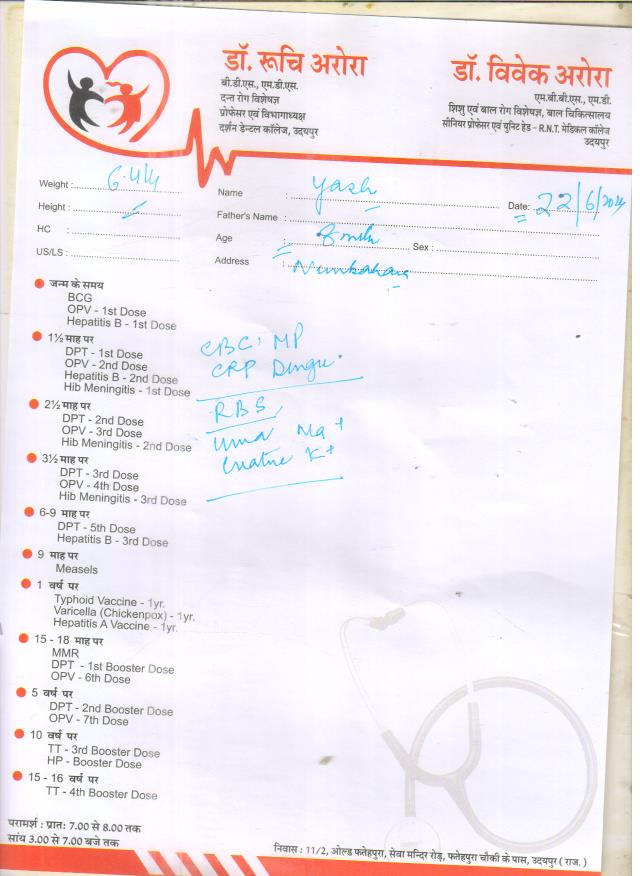 डॉ. रूचि अरोरा
बी.डी.एस., एम.डी.एस.
दन्त रोग विशेषज्ञ
प्रोफेसर एवं विभागाध्यक्ष
दर्शन डेन्टल कॉलेज, उदयपुर
डॉ. विवेक अरोरा
एम.बी.बी.एस., एम.डी.
शिशु एवं बाल रोग विशेषज्ञ, बाल चिकित्सालय
सीनियर प्रोफेसर एवं यूनिट हेड - R.N.T. मेडिकल कॉलेज
उदयपुर
Weight :
Height :
HC :
US/LS :
Name : Yash Date: 22/6/2024
Father's Name :
Age : 8 mth Sex :
Address :
जन्म के समय
BCG
OPV - 1st Dose
Hepatitis B - 1st Dose
1½ माह पर
DPT - 1st Dose
OPV - 2nd Dose
Hepatitis B - 2nd Dose
Hib Meningitis - 1st Dose
2½ माह पर
DPT - 2nd Dose
OPV - 3rd Dose
Hib Meningitis - 2nd Dose
3½ माह पर
DPT - 3rd Dose
OPV - 4th Dose
Hib Meningitis - 3rd Dose
6-9 माह पर
DPT - 5th Dose
Hepatitis B - 3rd Dose
9 माह पर
Measels
1 वर्ष पर
Typhoid Vaccine - 1yr.
Varicella (Chickenpox) - 1yr.
Hepatitis A Vaccine - 1yr.
15 - 18 माह पर
MMR
DPT - 1st Booster Dose
OPV - 6th Dose
5 वर्ष पर
DPT - 2nd Booster Dose
OPV - 7th Dose
10 वर्ष पर
TT - 3rd Booster Dose
HP - Booster Dose
15 - 16 वर्ष पर
TT - 4th Booster Dose
CBC, MP
CRP Dengue
RBS,
Na+
K+
परामर्श : प्रातः 7.00 से 8.00 तक
सांय 3.00 से 7.00 बजे तक
निवास : 11/2, ओल्ड फतेहपुरा, सेवा मन्दिर रोड़, फतेहपुरा चौकी के पास, उदयपुर ( राज. )